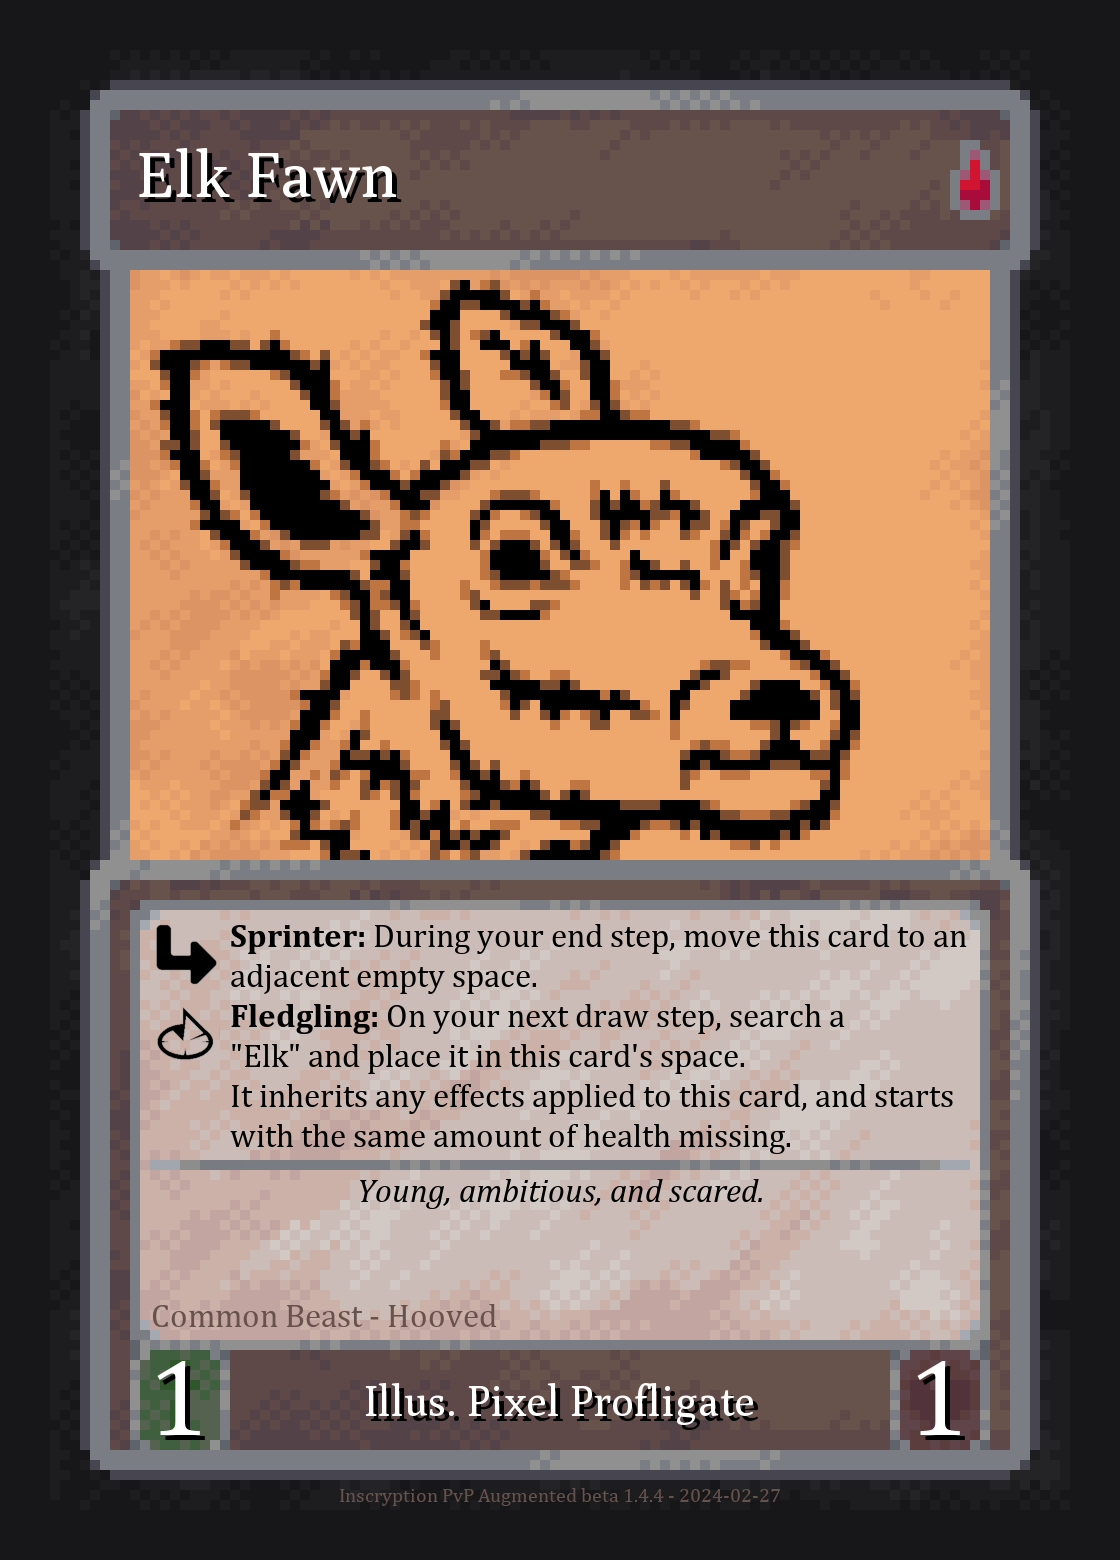 Elk Fawn
Sprinter: During your end step, move this card to an
adjacent empty space.
Fledgling: On your next draw step, search a
"Elk" and place it in this card's space.
It inherits any effects applied to this card, and starts
with the same amount of health missing.
Young, ambitious, and scared.
Common Beast - Hooved
1
Illus. Pixel Profligate
1
Inscryption PvP Augmented beta 1.4.4 - 2024-02-27